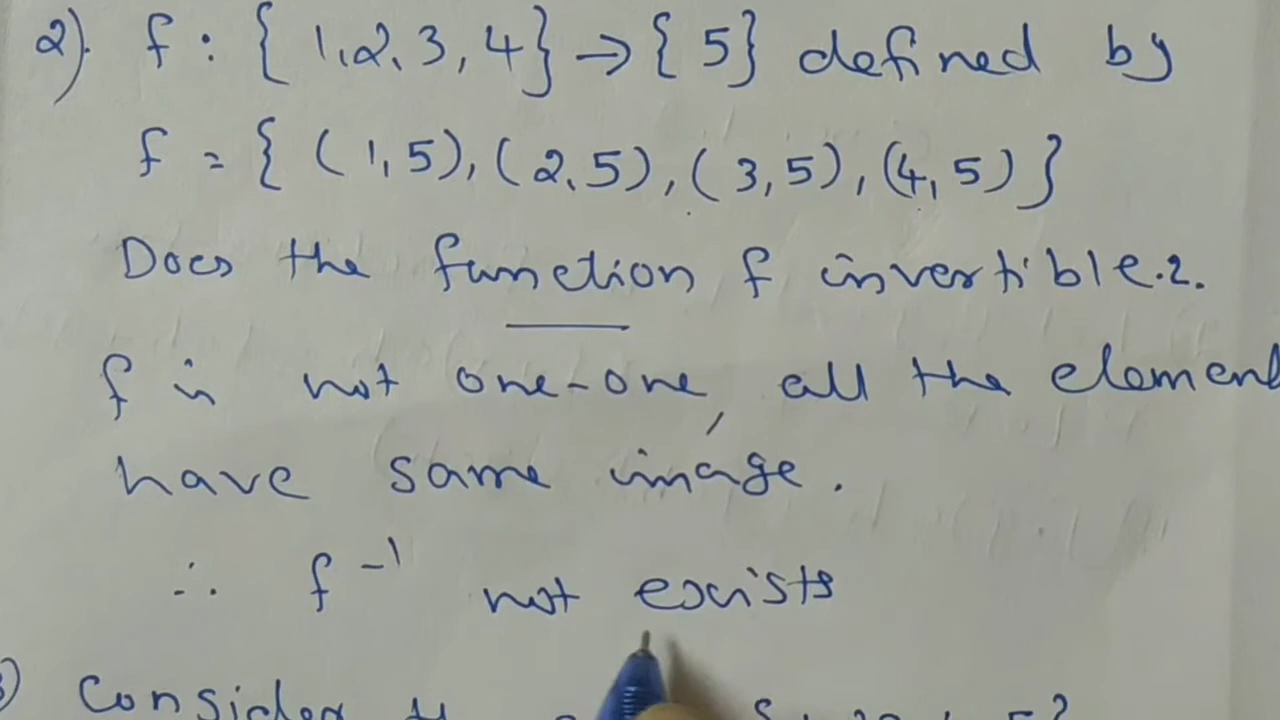 2). f : { 1,2,3,4} → { 5} defined by
f = { (1,5),(2,5),(3,5),(4,5)}
Does the function f invertible.?.
f is not one-one, all the element
have same image.
∴ f⁻¹ not exists
3) Consider